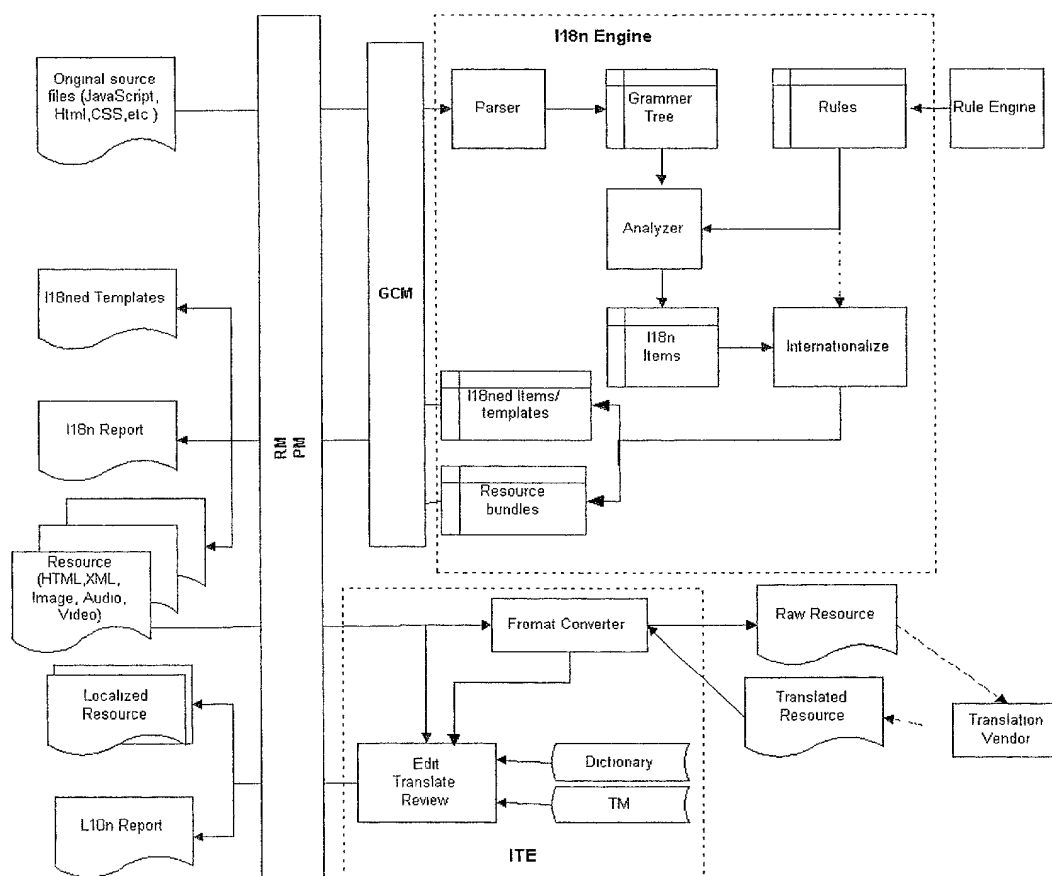 I18n Engine
Original source
files (JavaScript,
Html,CSS,etc )
Parser
Grammer
Tree
Rules
Rule Engine
Analyzer
I18ned Templates
GCM
I18n
Items
Internationalize
I18ned Items/
templates
I18n Report
RM
PM
Resource
bundles
Resource
(HTML,XML,
Image, Audio,
Video)
Fromat Converter
Raw Resource
Localized
Resource
Translated
Resource
Translation
Vendor
Edit
Translate
Review
Dictionary
TM
L10n Report
ITE